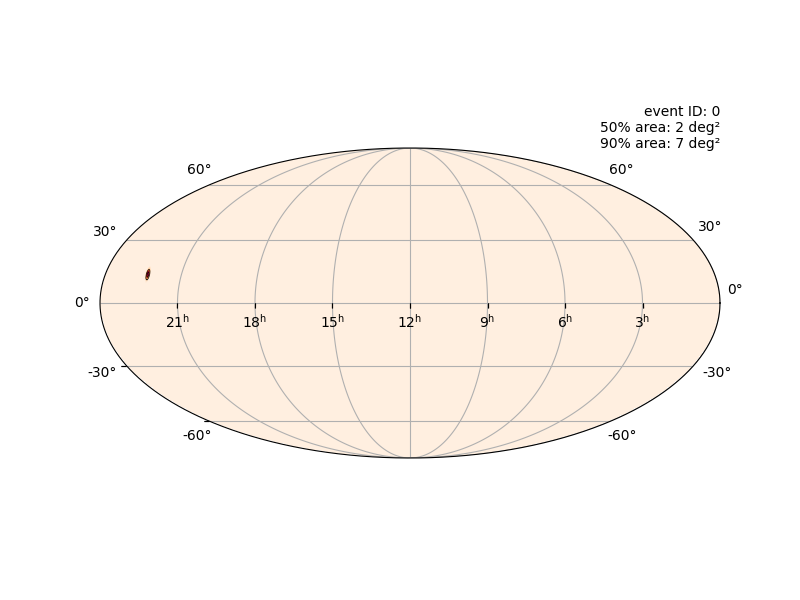 event ID: 0
50% area: 2 deg²
90% area: 7 deg²
60° 60°
30° 30°
0° 0°
21h 18h 15h 12h 9h 6h 3h
-30° -30°
-60° -60°